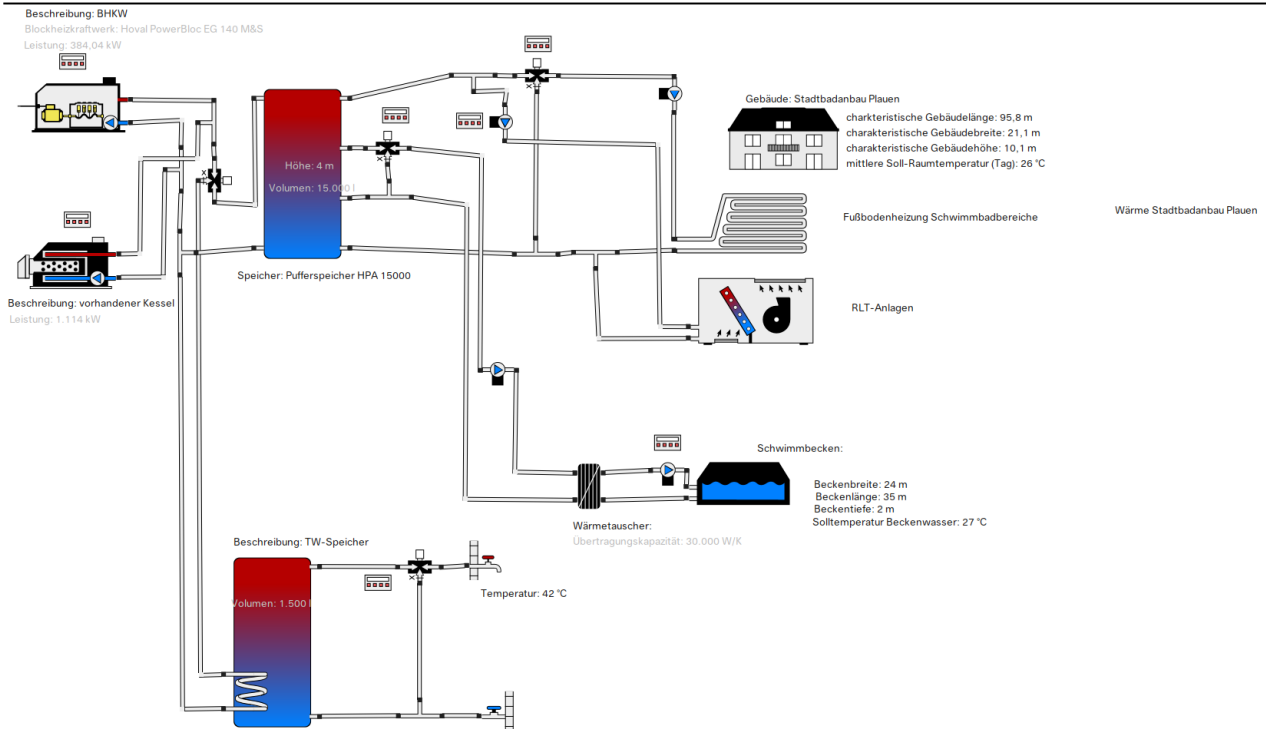 Beschreibung: BHKW
Blockheizkraftwerk: Hoval PowerBloc EG 140 M&S
Leistung: 384,04 kW
Gebäude: Stadtbadanbau Plauen
charkteristische Gebäudelänge: 95,8 m
charakteristische Gebäudebreite: 21,1 m
charakteristische Gebäudehöhe: 10,1 m
mittlere Soll-Raumtemperatur (Tag): 26 °C
Höhe: 4 m
Volumen: 15.000 l
Fußbodenheizung Schwimmbadbereiche
Wärme Stadtbadanbau Plauen
Speicher: Pufferspeicher HPA 15000
Beschreibung: vorhandener Kessel
Leistung: 1.114 kW
RLT-Anlagen
Schwimmbecken:
Beckenbreite: 24 m
Beckenlänge: 35 m
Beckentiefe: 2 m
Solltemperatur Beckenwasser: 27 °C
Wärmetauscher:
Übertragungskapazität: 30.000 W/K
Beschreibung: TW-Speicher
Volumen: 1.500 l
Temperatur: 42 °C